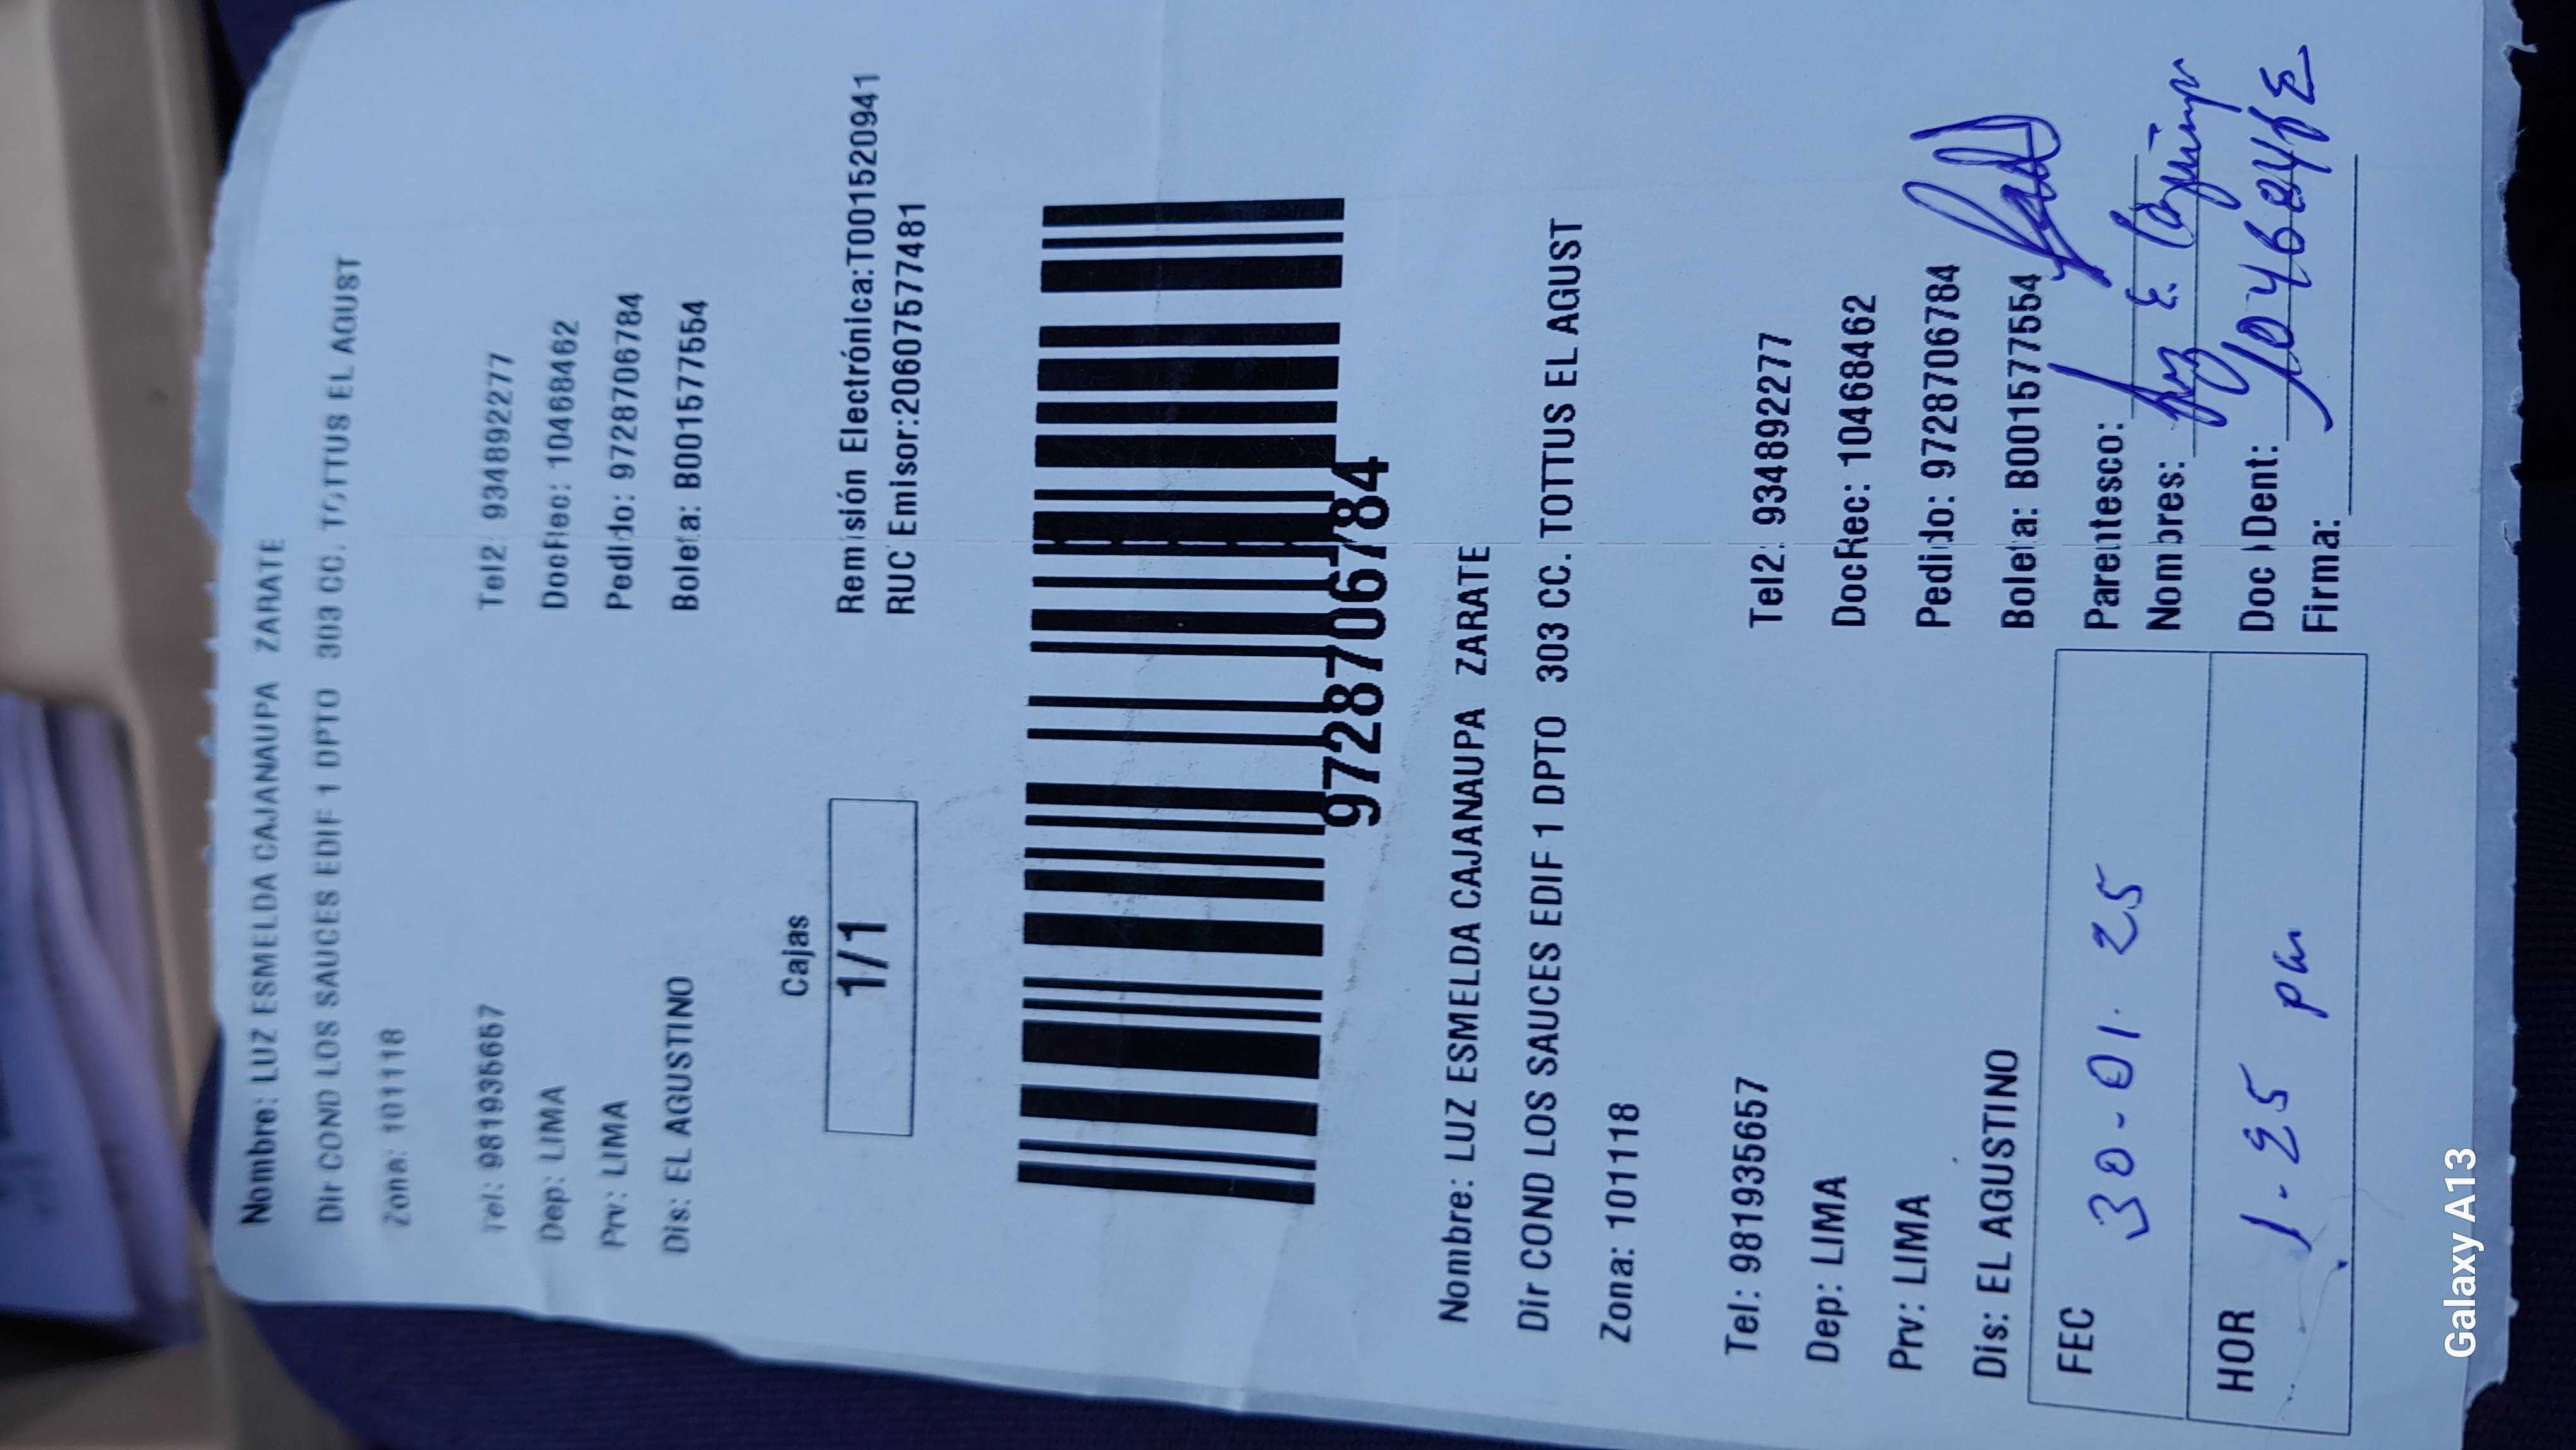 Nombre: LUZ ESMELDA CAJANAUPA ZARATE
Dir COND LOS SAUCES EDIF 1 DPTO 303 CC. TOTTUS EL AGUST
Zona: 101118
Tel: 981935657 Tel2: 934892277
Dep: LIMA DocRec: 10468462
Prv: LIMA Pedido: 9728706784
Dis: EL AGUSTINO Boleta: B001577554
Cajas
1/1
Remisión Electrónica:T001520941
RUC Emisor:20607577481
9728706784
Nombre: LUZ ESMELDA CAJANAUPA ZARATE
Dir COND LOS SAUCES EDIF 1 DPTO 303 CC. TOTTUS EL AGUST
Zona: 101118
Tel: 981935657 Tel2: 934892277
Dep: LIMA DocRec: 10468462
Prv: LIMA Pedido: 9728706784
Dis: EL AGUSTINO Boleta: B001577554
FEC 30-01-25
HOR 1.25 pm
Parentesco:
Nombres: Luz E.
Doc IDent:
Firma:
Galaxy A13